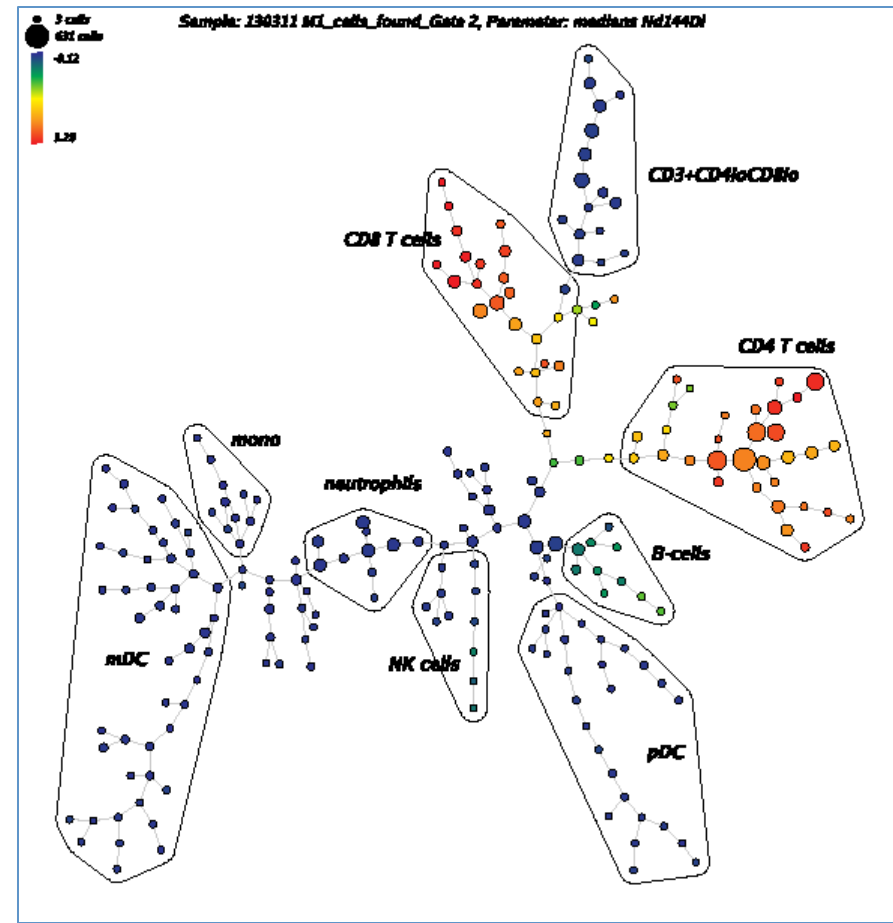 3 cells
631 cells
-0.12
3.29
Sample: 130311 M1_cells_found_Gate 2, Parameter: medians Nd144Di
CD3+CD4loCD8lo
CD8 T cells
CD4 T cells
mono
neutrophils
B-cells
mDC
NK cells
pDC